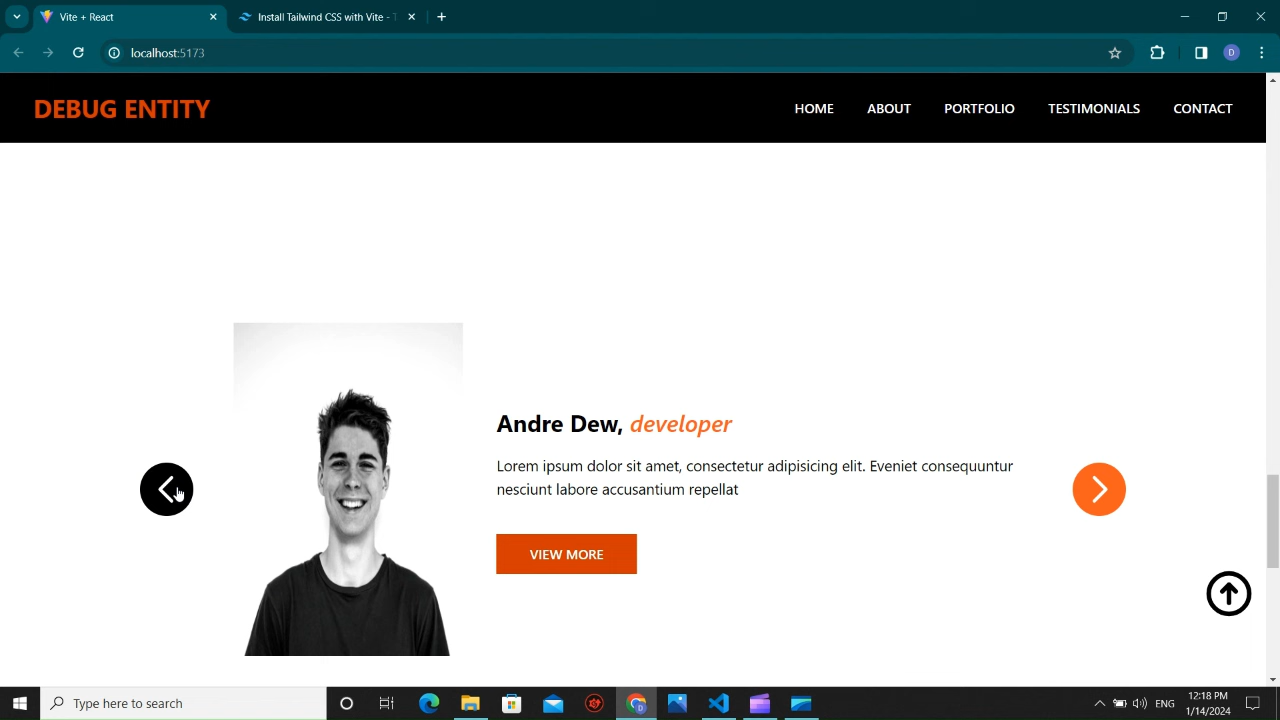 Vite + React
Install Tailwind CSS with Vite - T
localhost:5173
D
DEBUG ENTITY
HOME
ABOUT
PORTFOLIO
TESTIMONIALS
CONTACT
Andre Dew, developer
Lorem ipsum dolor sit amet, consectetur adipisicing elit. Eveniet consequuntur
nesciunt labore accusantium repellat
VIEW MORE
Type here to search
D
ENG
12:18 PM
1/14/2024